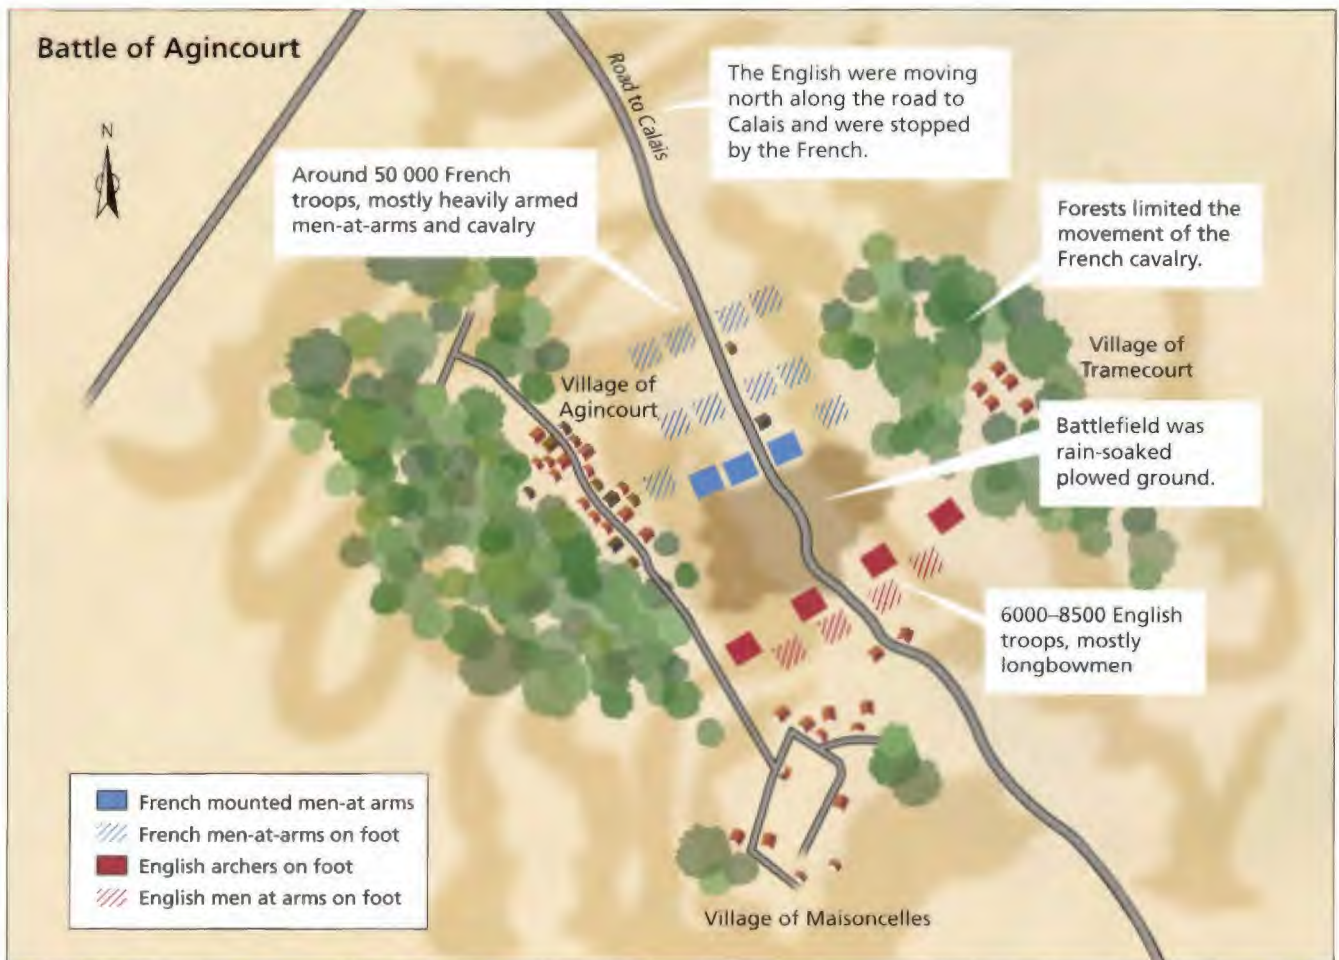 Battle of Agincourt
N
Road to Calais
The English were moving
north along the road to
Calais and were stopped
by the French.
Around 50 000 French
troops, mostly heavily armed
men-at-arms and cavalry
Forests limited the
movement of the
French cavalry.
Village of
Tramecourt
Village of
Agincourt
Battlefield was
rain-soaked
plowed ground.
6000–8500 English
troops, mostly
longbowmen
French mounted men-at arms
French men-at-arms on foot
English archers on foot
English men at arms on foot
Village of Maisoncelles